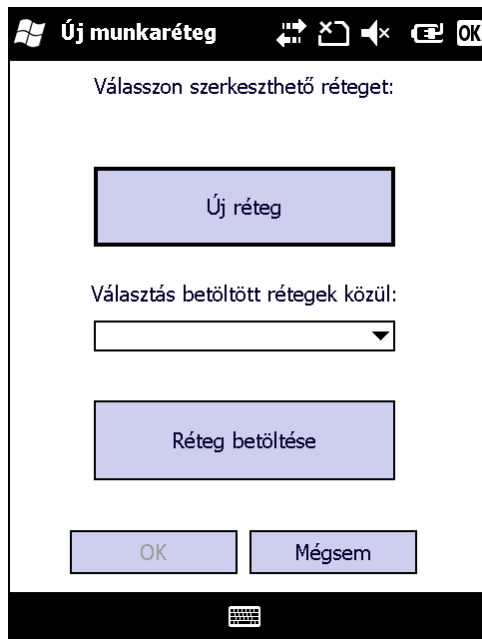 Új munkaréteg OK
Válasszon szerkeszthető réteget:
Új réteg
Választás betöltött rétegek közül:
Réteg betöltése
OK Mégsem